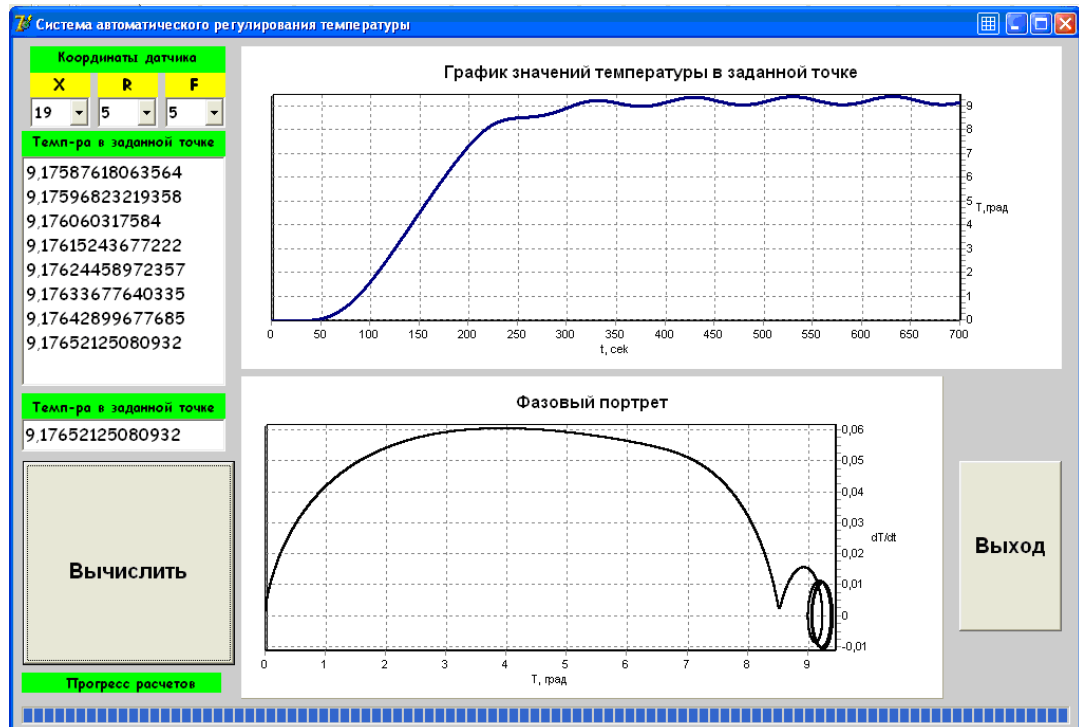 Система автоматического регулирования температуры
Координаты датчика
X R F
19 5 5
Темп-ра в заданной точке
9,17587618063564
9,17596823219358
9,176060317584
9,17615243677222
9,17624458972357
9,17633677640335
9,17642899677685
9,17652125080932
Темп-ра в заданной точке
9,17652125080932
Вычислить
Прогресс расчетов
График значений температуры в заданной точке
9
8
7
6
5
4
3
2
1
0
T,град
0 50 100 150 200 250 300 350 400 450 500 550 600 650 700
t, сек
Фазовый портрет
0,06
0,05
0,04
0,03
0,02
0,01
0
-0,01
dT/dt
0 1 2 3 4 5 6 7 8 9
T, град
Выход